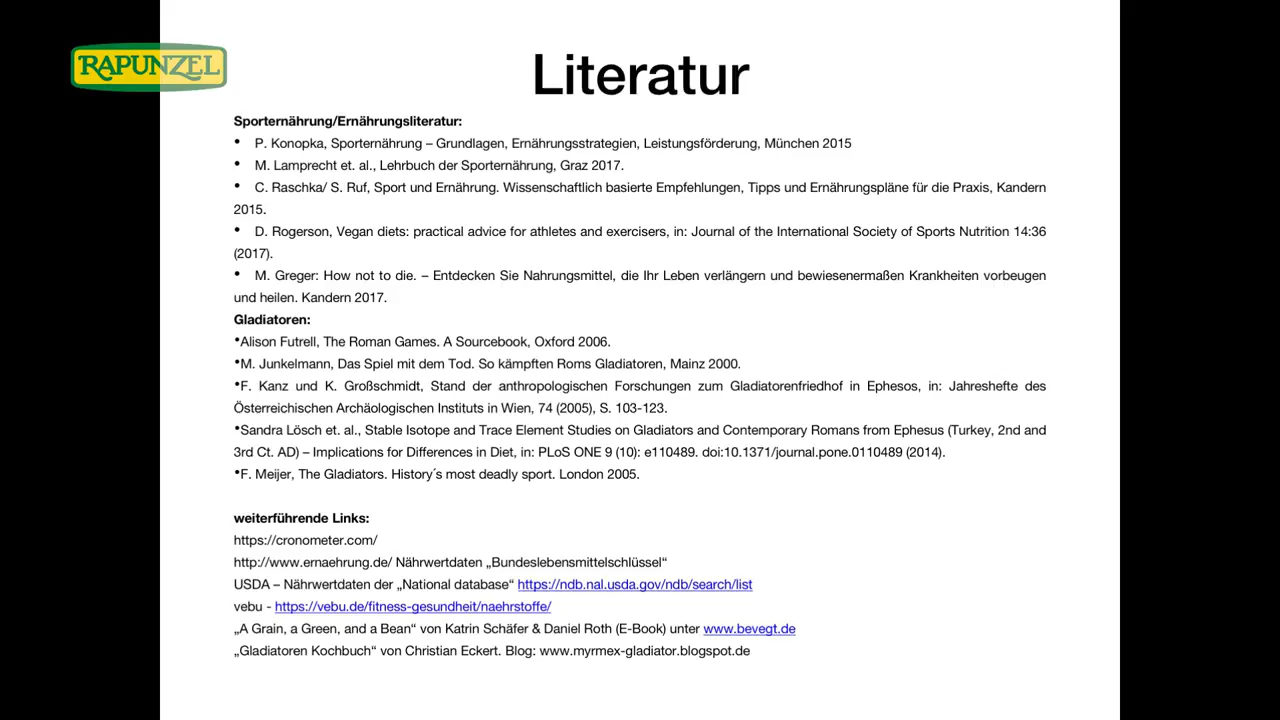 RAPUNZEL
Literatur
Sporternährung/Ernährungsliteratur:
• P. Konopka, Sporternährung – Grundlagen, Ernährungsstrategien, Leistungsförderung, München 2015
• M. Lamprecht et. al., Lehrbuch der Sporternährung, Graz 2017.
• C. Raschka/ S. Ruf, Sport und Ernährung. Wissenschaftlich basierte Empfehlungen, Tipps und Ernährungspläne für die Praxis, Kandern
2015.
• D. Rogerson, Vegan diets: practical advice for athletes and exercisers, in: Journal of the International Society of Sports Nutrition 14:36
(2017).
• M. Greger: How not to die. – Entdecken Sie Nahrungsmittel, die Ihr Leben verlängern und bewiesenermaßen Krankheiten vorbeugen
und heilen. Kandern 2017.
Gladiatoren:
•Alison Futrell, The Roman Games. A Sourcebook, Oxford 2006.
•M. Junkelmann, Das Spiel mit dem Tod. So kämpften Roms Gladiatoren, Mainz 2000.
•F. Kanz und K. Großschmidt, Stand der anthropologischen Forschungen zum Gladiatorenfriedhof in Ephesos, in: Jahreshefte des
Österreichischen Archäologischen Instituts in Wien, 74 (2005), S. 103-123.
•Sandra Lösch et. al., Stable Isotope and Trace Element Studies on Gladiators and Contemporary Romans from Ephesus (Turkey, 2nd and
3rd Ct. AD) – Implications for Differences in Diet, in: PLoS ONE 9 (10): e110489. doi:10.1371/journal.pone.0110489 (2014).
•F. Meijer, The Gladiators. History´s most deadly sport. London 2005.
weiterführende Links:
https://cronometer.com/
http://www.ernaehrung.de/ Nährwertdaten „Bundeslebensmittelschlüssel“
USDA – Nährwertdaten der „National database“ https://ndb.nal.usda.gov/ndb/search/list
vebu - https://vebu.de/fitness-gesundheit/naehrstoffe/
„A Grain, a Green, and a Bean“ von Katrin Schäfer & Daniel Roth (E-Book) unter www.bevegt.de
„Gladiatoren Kochbuch“ von Christian Eckert. Blog: www.myrmex-gladiator.blogspot.de